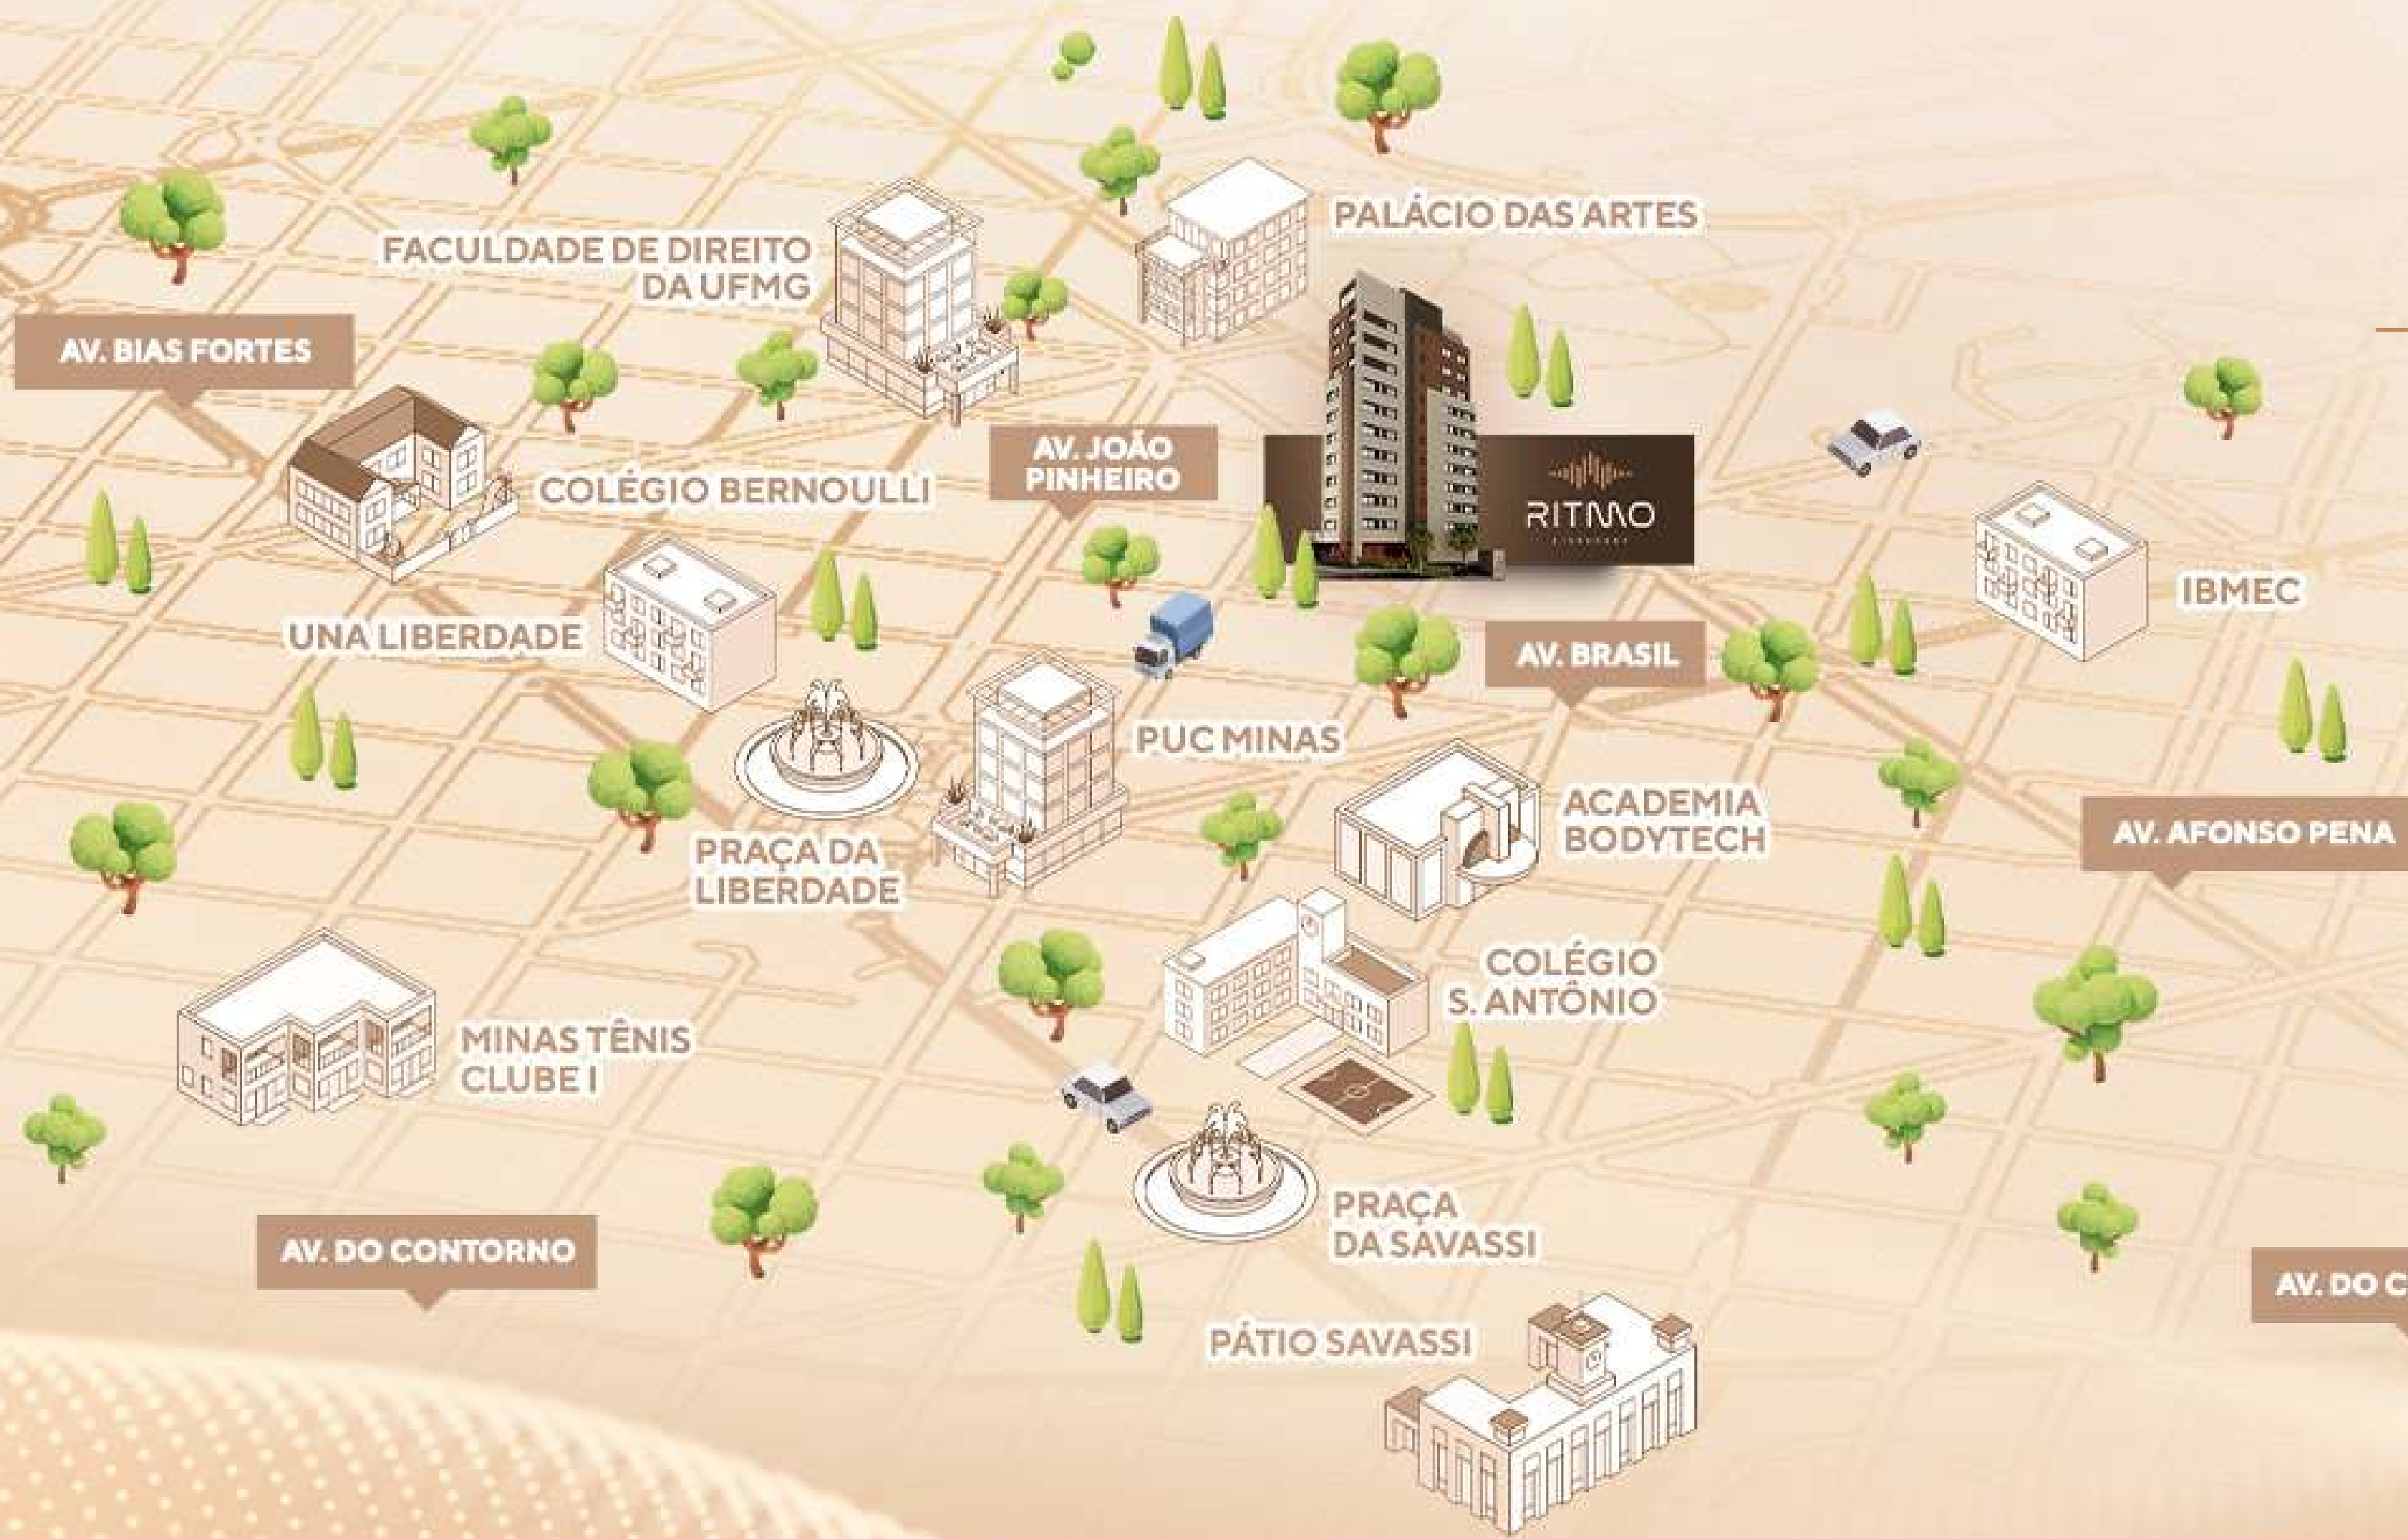 PALÁCIO DAS ARTES
FACULDADE DE DIREITO
DA UFMG
AV. BIAS FORTES
AV. JOÃO
PINHEIRO
COLÉGIO BERNOULLI
RITMO
IBMEC
UNA LIBERDADE
AV. BRASIL
PUC MINAS
ACADEMIA
BODYTECH
AV. AFONSO PENA
PRAÇA DA
LIBERDADE
COLÉGIO
S. ANTÔNIO
MINAS TÊNIS
CLUBE I
PRAÇA
DA SAVASSI
AV. DO CONTORNO
AV. DO C
PÁTIO SAVASSI